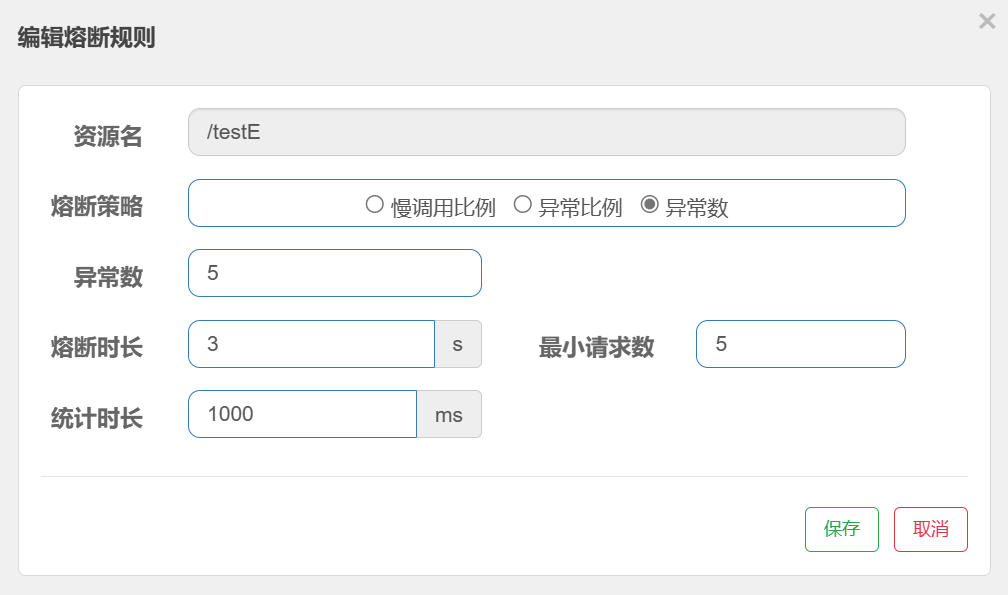 编辑熔断规则
×
资源名 /testE
熔断策略 慢调用比例 异常比例 异常数
异常数 5
熔断时长 3 s 最小请求数 5
统计时长 1000 ms
保存 取消